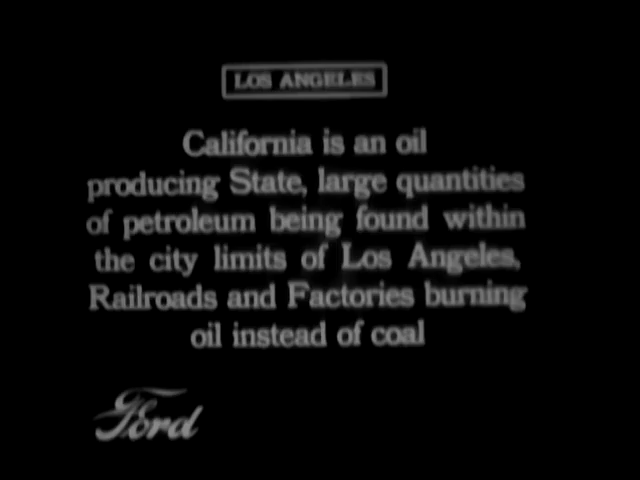 LOS ANGELES
California is an oil
producing State, large quantities
of petroleum being found within
the city limits of Los Angeles,
Railroads and Factories burning
oil instead of coal
Ford